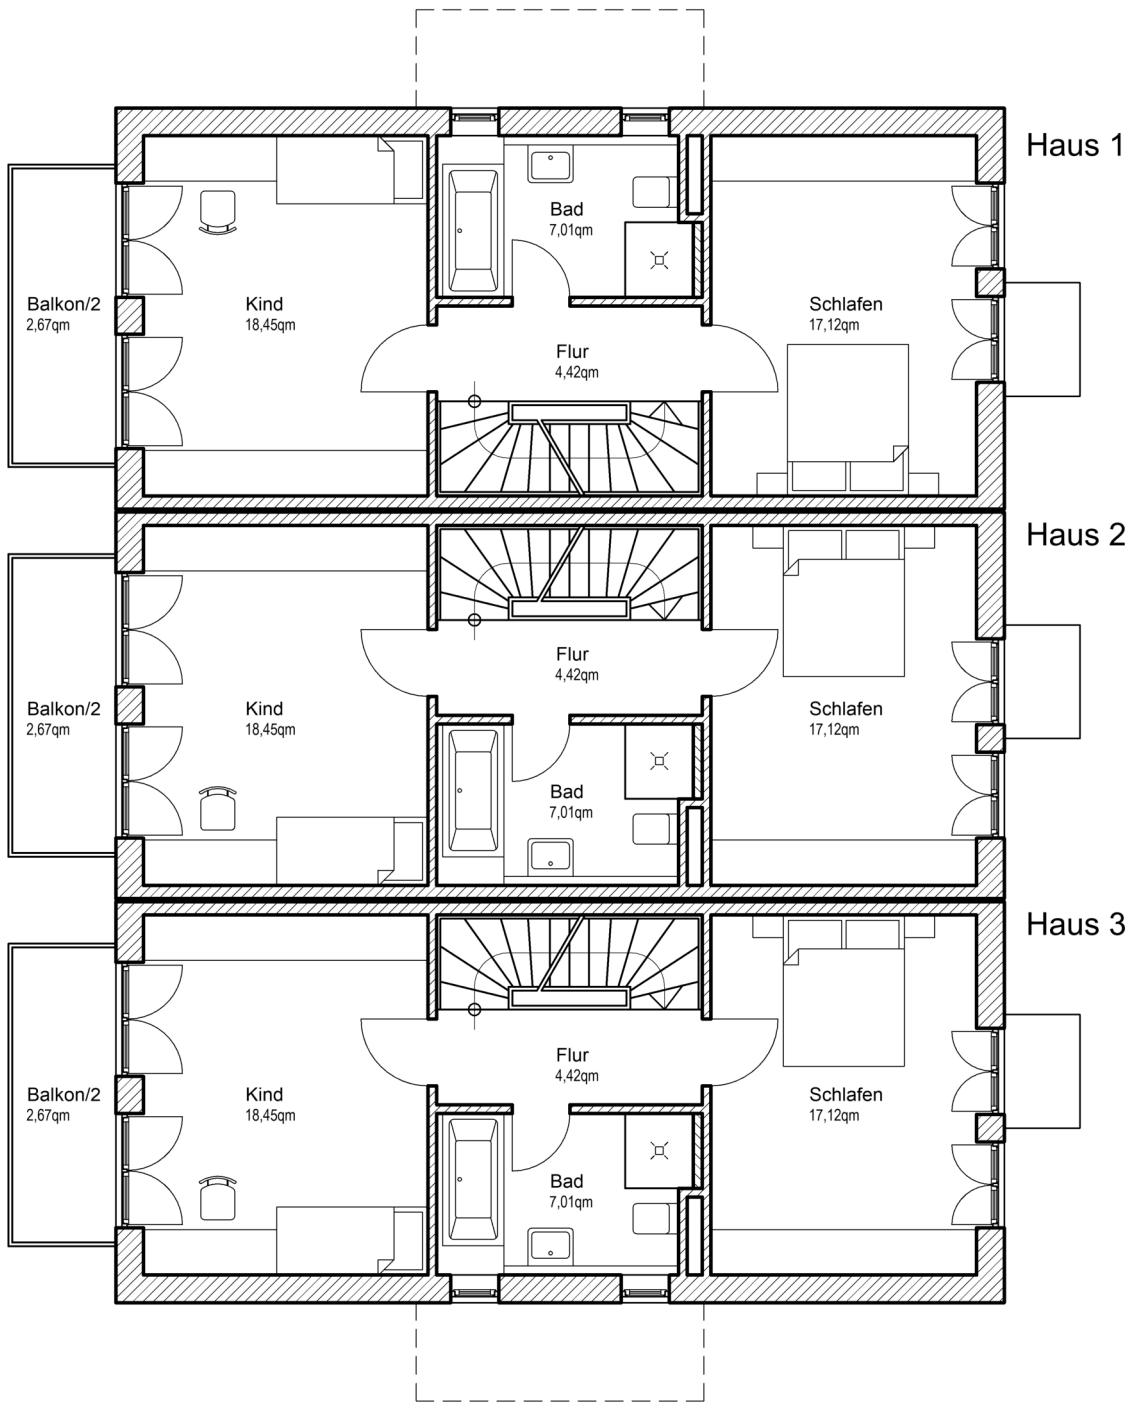 Haus 1
Bad
7,01qm
Balkon/2
2,67qm
Kind
18,45qm
Schlafen
17,12qm
Flur
4,42qm
Haus 2
Flur
4,42qm
Balkon/2
2,67qm
Kind
18,45qm
Schlafen
17,12qm
Bad
7,01qm
Haus 3
Flur
4,42qm
Balkon/2
2,67qm
Kind
18,45qm
Schlafen
17,12qm
Bad
7,01qm